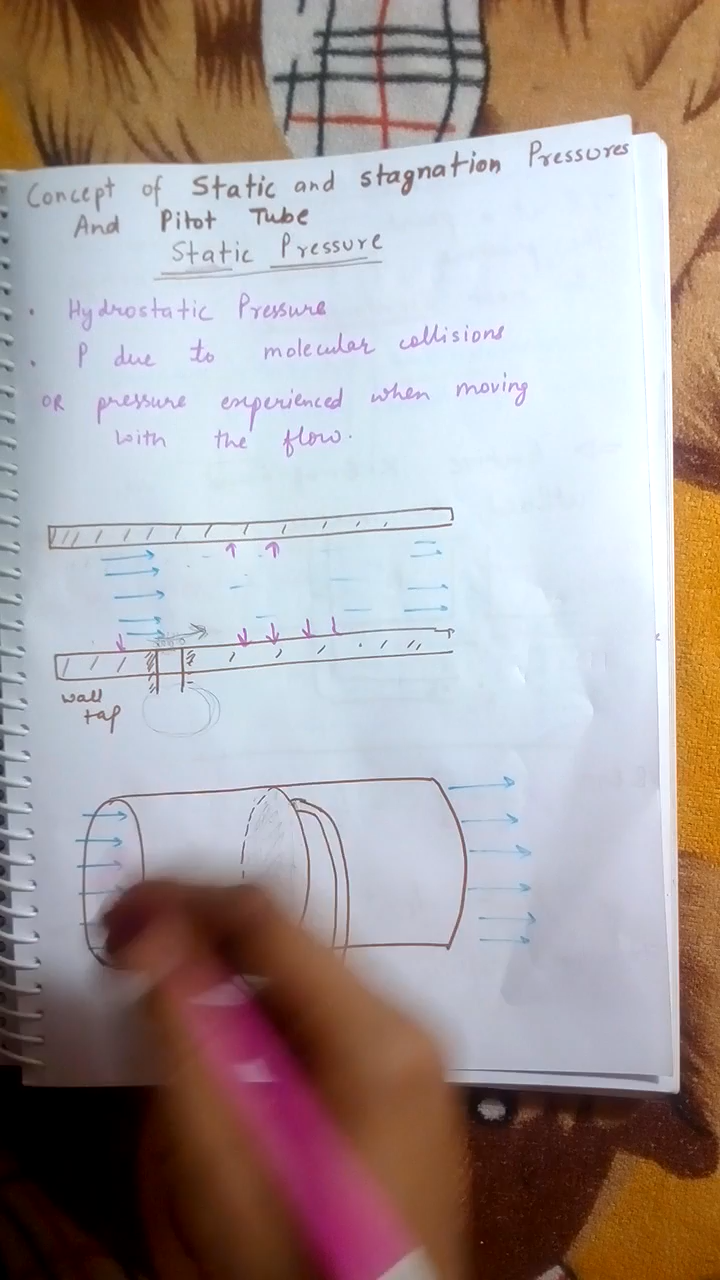 Concept of Static and stagnation Pressures
And Pitot Tube
Static Pressure
• Hydrostatic Pressure
• P due to molecular collisions
OR pressure experienced when moving
with the flow.
wall
tap